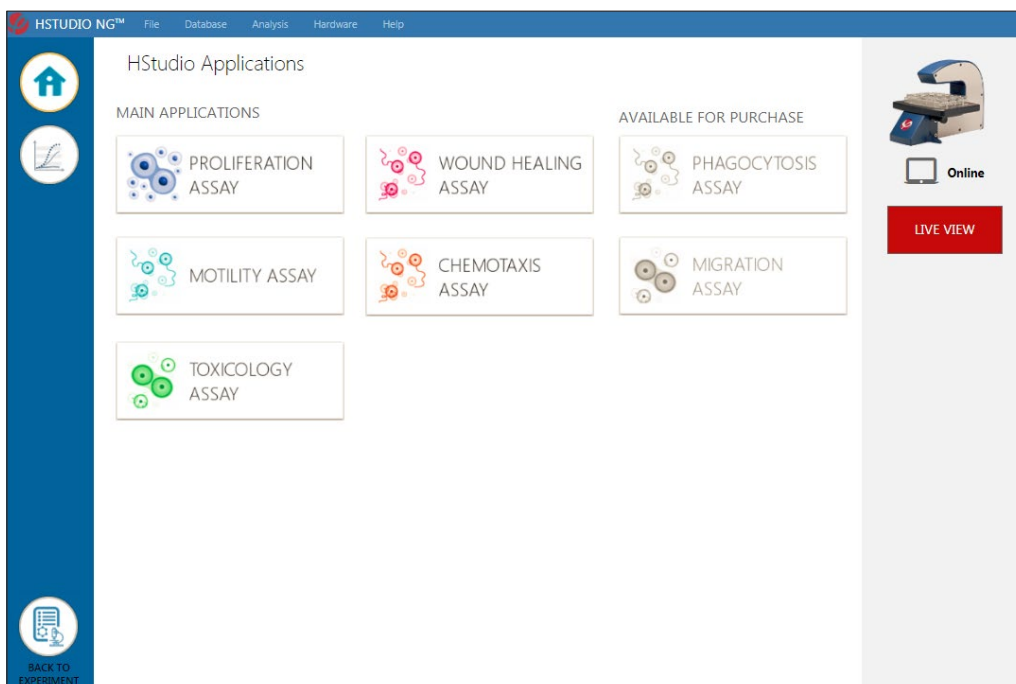 HSTUDIO NG™ File Database Analysis Hardware Help
HStudio Applications
MAIN APPLICATIONS
AVAILABLE FOR PURCHASE
PROLIFERATION
ASSAY
WOUND HEALING
ASSAY
PHAGOCYTOSIS
ASSAY
MOTILITY ASSAY
CHEMOTAXIS
ASSAY
MIGRATION
ASSAY
TOXICOLOGY
ASSAY
Online
LIVE VIEW
BACK TO
EXPERIMENT